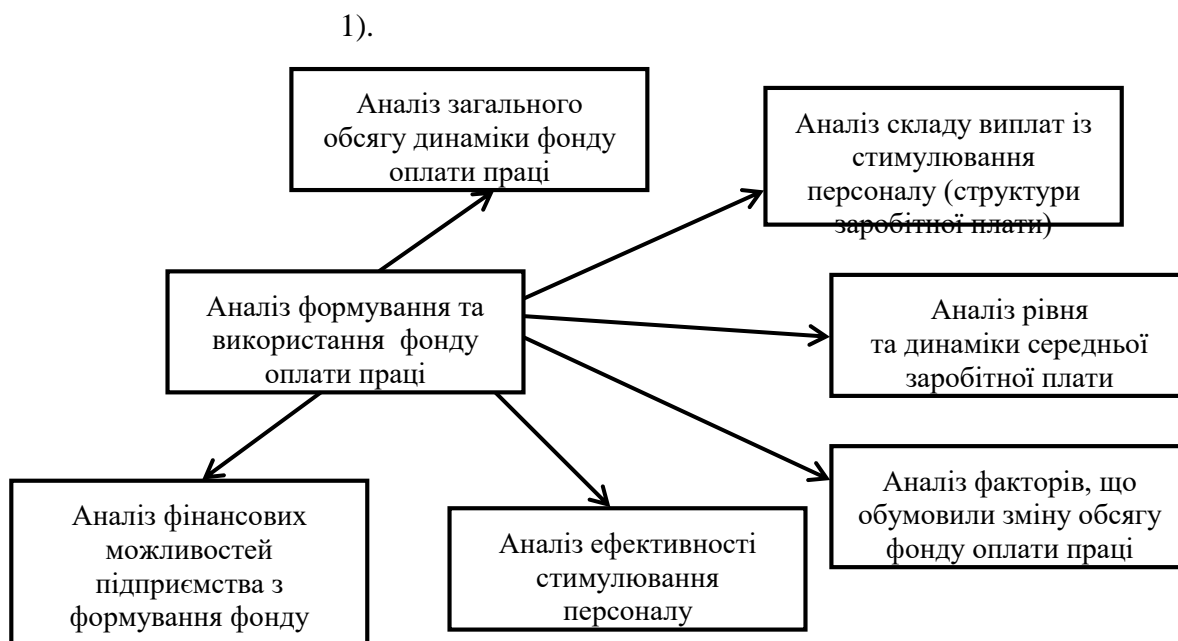 1).
Аналіз загального
обсягу динаміки фонду
оплати праці
Аналіз складу виплат із
стимулювання
персоналу (структури
заробітної плати)
Аналіз формування та
використання фонду
оплати праці
Аналіз рівня
та динаміки середньої
заробітної плати
Аналіз факторів, що
обумовили зміну обсягу
фонду оплати праці
Аналіз фінансових
можливостей
підприємства з
формування фонду
Аналіз ефективності
стимулювання
персоналу